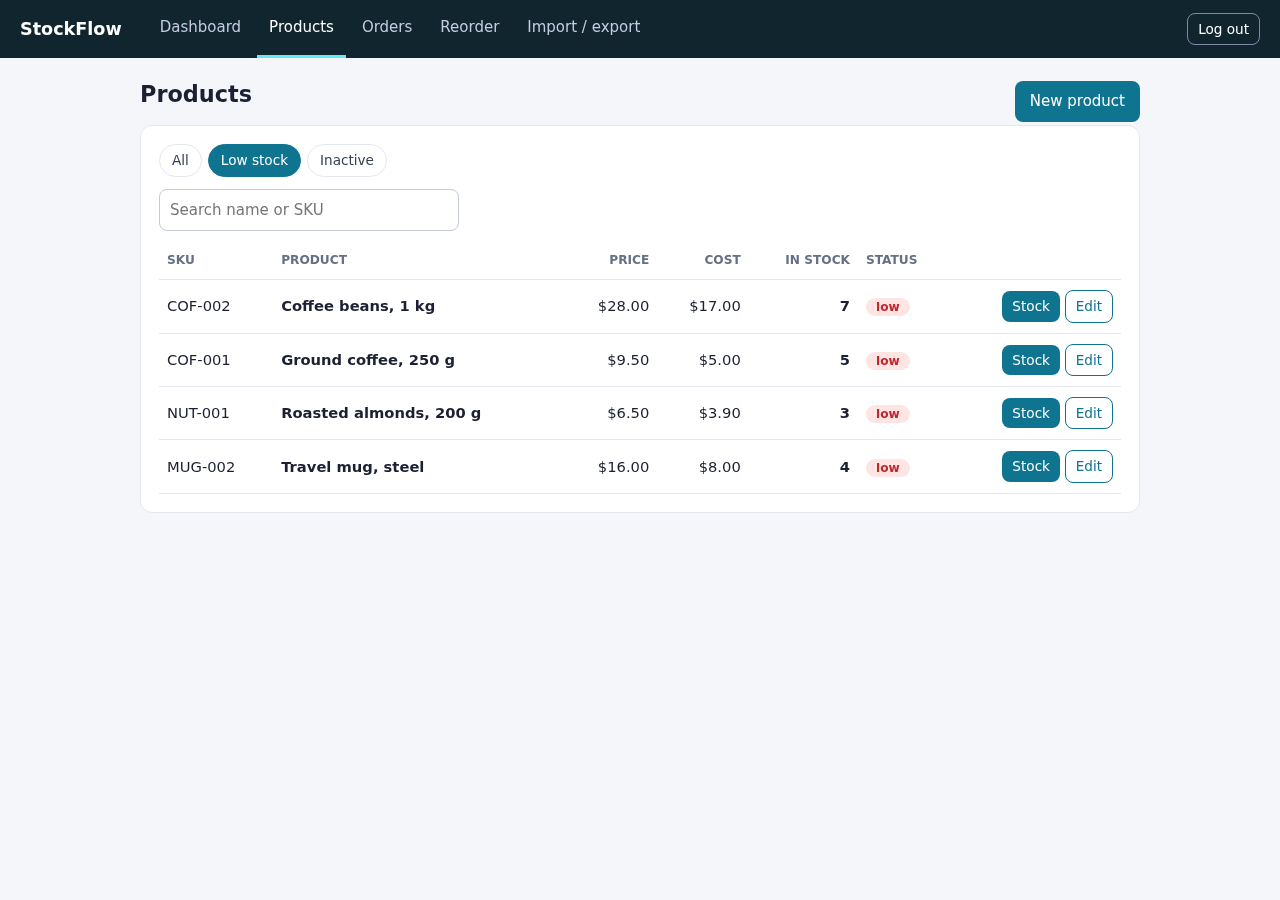 StockFlow Dashboard Products Orders Reorder Import / export Log out
Products New product
All Low stock Inactive
Search name or SKU
SKU PRODUCT PRICE COST IN STOCK STATUS
COF-002 Coffee beans, 1 kg $28.00 $17.00 7 low Stock Edit
COF-001 Ground coffee, 250 g $9.50 $5.00 5 low Stock Edit
NUT-001 Roasted almonds, 200 g $6.50 $3.90 3 low Stock Edit
MUG-002 Travel mug, steel $16.00 $8.00 4 low Stock Edit